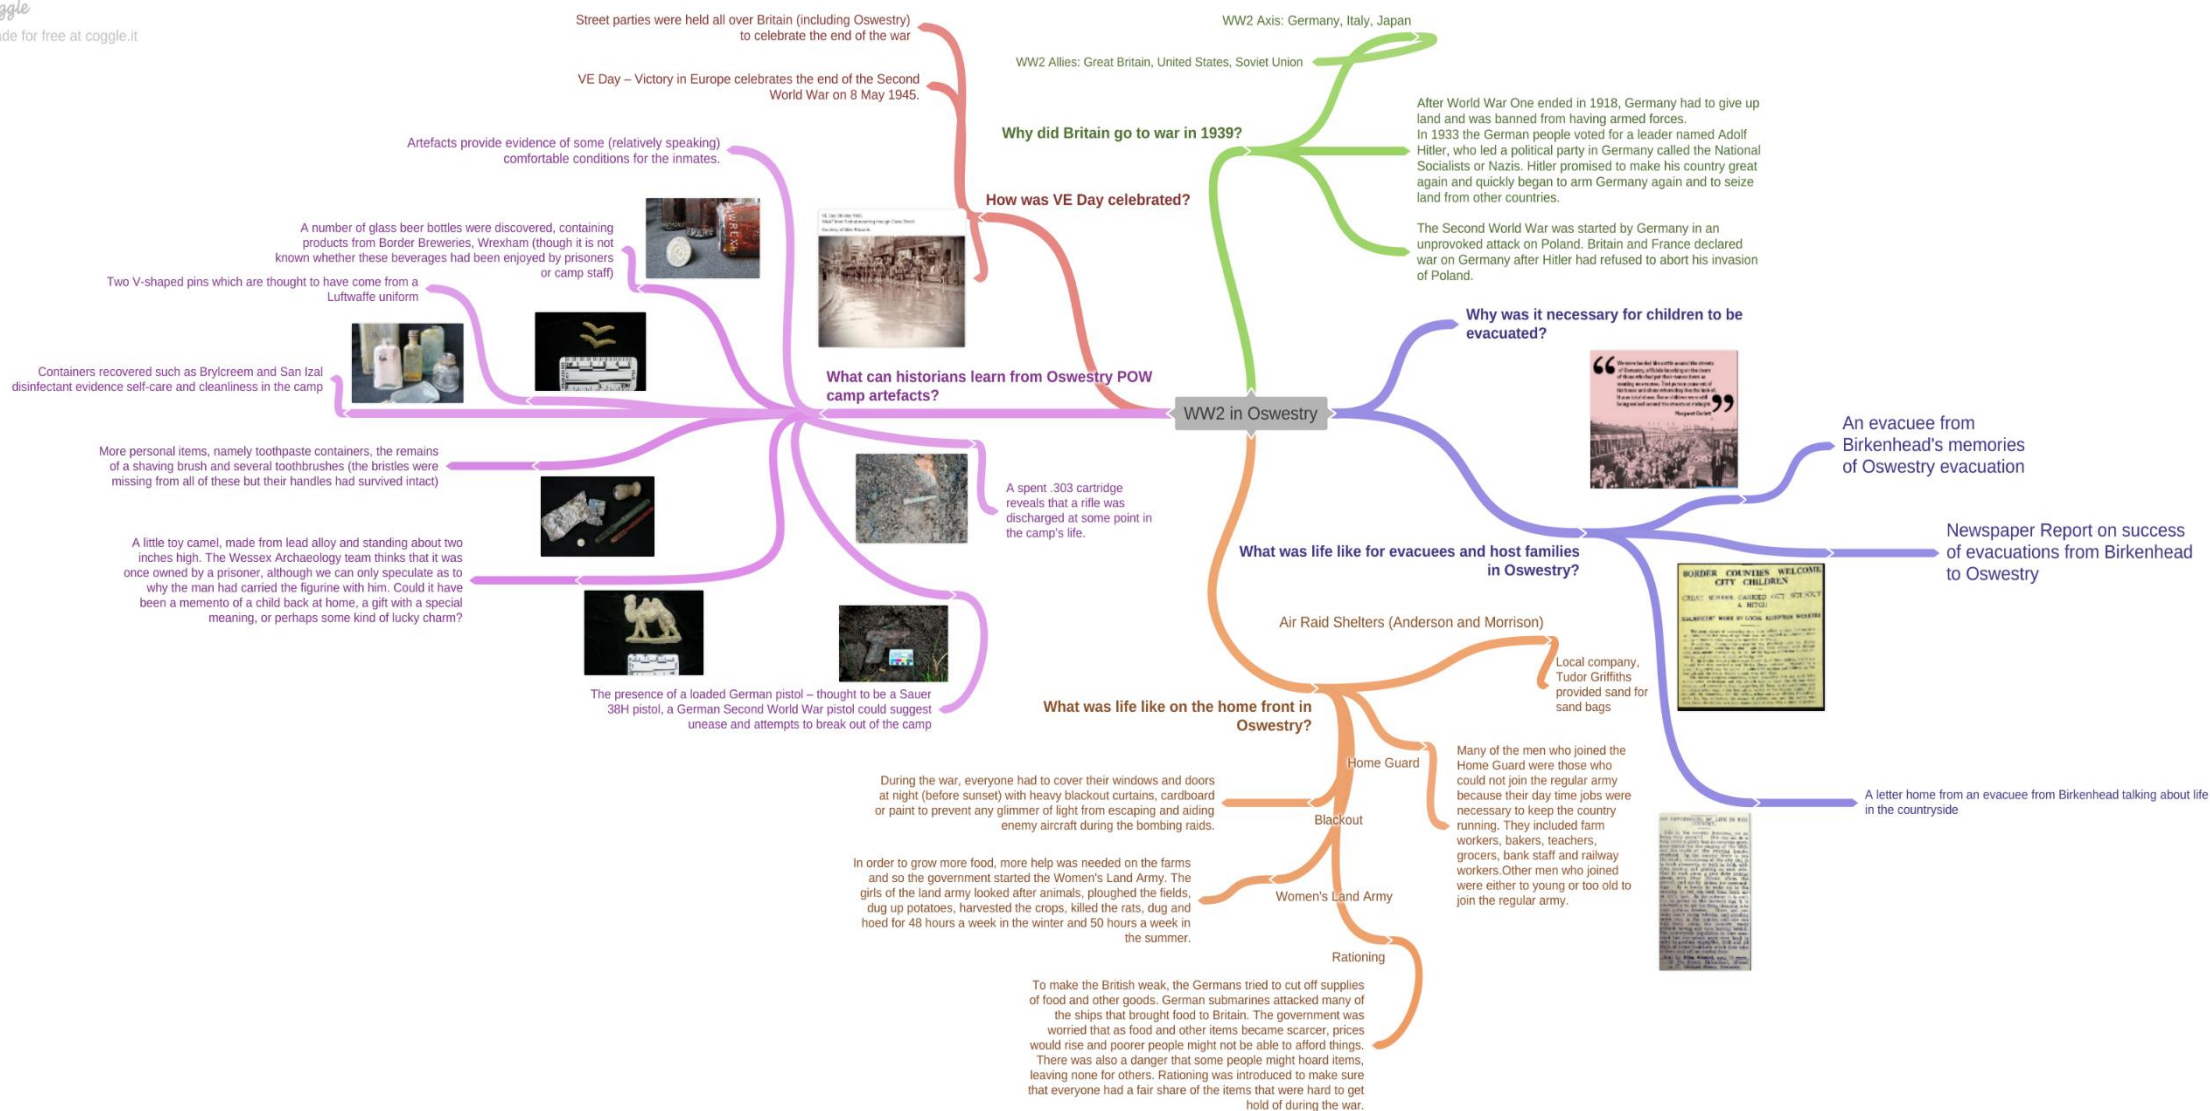 ggle
de for free at coggle.it
Street parties were held all over Britain (including Oswestry)
to celebrate the end of the war
VE Day – Victory in Europe celebrates the end of the Second
World War on 8 May 1945.
How was VE Day celebrated?
WW2 Axis: Germany, Italy, Japan
WW2 Allies: Great Britain, United States, Soviet Union
Why did Britain go to war in 1939?
After World War One ended in 1918, Germany had to give up
land and was banned from having armed forces.
In 1933 the German people voted for a leader named Adolf
Hitler, who led a political party in Germany called the National
Socialists or Nazis. Hitler promised to make his country great
again and quickly began to arm Germany again and to seize
land from other countries.
The Second World War was started by Germany in an
unprovoked attack on Poland. Britain and France declared
war on Germany after Hitler had refused to abort his invasion
of Poland.
Artefacts provide evidence of some (relatively speaking)
comfortable conditions for the inmates.
A number of glass beer bottles were discovered, containing
products from Border Breweries, Wrexham (though it is not
known whether these beverages had been enjoyed by prisoners
or camp staff)
Two V-shaped pins which are thought to have come from a
Luftwaffe uniform
Containers recovered such as Brylcreem and San Izal
disinfectant evidence self-care and cleanliness in the camp
What can historians learn from Oswestry POW
camp artefacts?
WW2 in Oswestry
More personal items, namely toothpaste containers, the remains
of a shaving brush and several toothbrushes (the bristles were
missing from all of these but their handles had survived intact)
A little toy camel, made from lead alloy and standing about two
inches high. The Wessex Archaeology team thinks that it was
once owned by a prisoner, although we can only speculate as to
why the man had carried the figurine with him. Could it have
been a memento of a child back at home, a gift with a special
meaning, or perhaps some kind of lucky charm?
A spent .303 cartridge
reveals that a rifle was
discharged at some point in
the camp's life.
The presence of a loaded German pistol – thought to be a Sauer
38H pistol, a German Second World War pistol could suggest
unease and attempts to break out of the camp
Why was it necessary for children to be
evacuated?
What was life like for evacuees and host families
in Oswestry?
An evacuee from
Birkenhead's memories
of Oswestry evacuation
Newspaper Report on success
of evacuations from Birkenhead
to Oswestry
BORDER COUNTIES WELCOME
CITY CHILDREN
A letter home from an evacuee from Birkenhead talking about life
in the countryside
What was life like on the home front in
Oswestry?
Air Raid Shelters (Anderson and Morrison)
Local company,
Tudor Griffiths
provided sand for
sand bags
Home Guard
Many of the men who joined the
Home Guard were those who
could not join the regular army
because their day time jobs were
necessary to keep the country
running. They included farm
workers, bakers, teachers,
grocers, bank staff and railway
workers.Other men who joined
were either to young or too old to
join the regular army.
Blackout
During the war, everyone had to cover their windows and doors
at night (before sunset) with heavy blackout curtains, cardboard
or paint to prevent any glimmer of light from escaping and aiding
enemy aircraft during the bombing raids.
Women's Land Army
In order to grow more food, more help was needed on the farms
and so the government started the Women's Land Army. The
girls of the land army looked after animals, ploughed the fields,
dug up potatoes, harvested the crops, killed the rats, dug and
hoed for 48 hours a week in the winter and 50 hours a week in
the summer.
Rationing
To make the British weak, the Germans tried to cut off supplies
of food and other goods. German submarines attacked many of
the ships that brought food to Britain. The government was
worried that as food and other items became scarcer, prices
would rise and poorer people might not be able to afford things.
There was also a danger that some people might hoard items,
leaving none for others. Rationing was introduced to make sure
that everyone had a fair share of the items that were hard to get
hold of during the war.